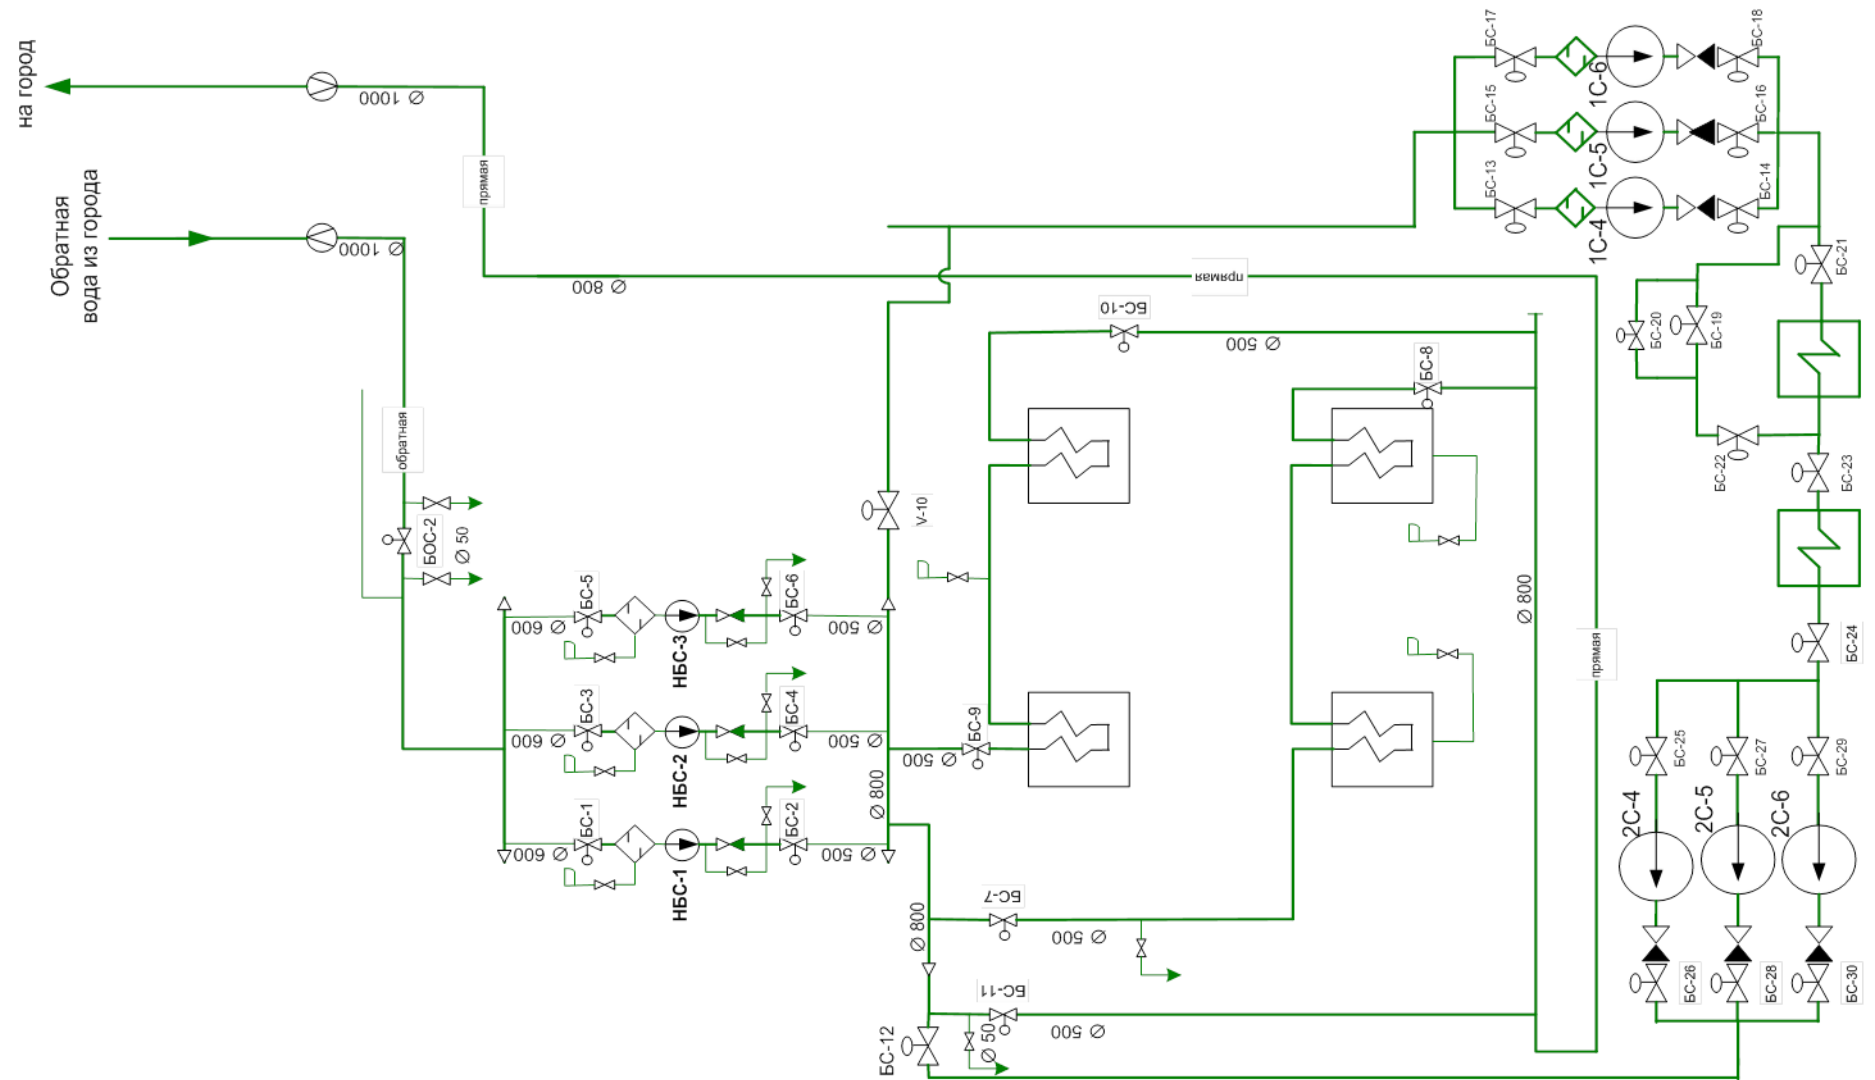 на город
Обратная
вода из города
Ø 1000
Ø 1000
прямая
Ø 800
прямая
обратная
БОС-2
Ø 50
БС-5
Ø 600
НБС-3
БС-6
Ø 500
БС-3
Ø 600
НБС-2
БС-4
Ø 500
БС-1
Ø 600
НБС-1
БС-2
Ø 500
Ø 800
V-10
БС-9
Ø 500
БС-10
Ø 500
БС-8
Ø 800
прямая
БС-7
Ø 500
Ø 800
БС-11
Ø 500
Ø 50
БС-12
БС-17
1С-6
БС-18
БС-15
1С-5
БС-16
БС-13
1С-4
БС-14
БС-21
БС-20
БС-19
БС-22
БС-23
БС-24
БС-25
БС-27
БС-29
2С-4
2С-5
2С-6
БС-26
БС-28
БС-30